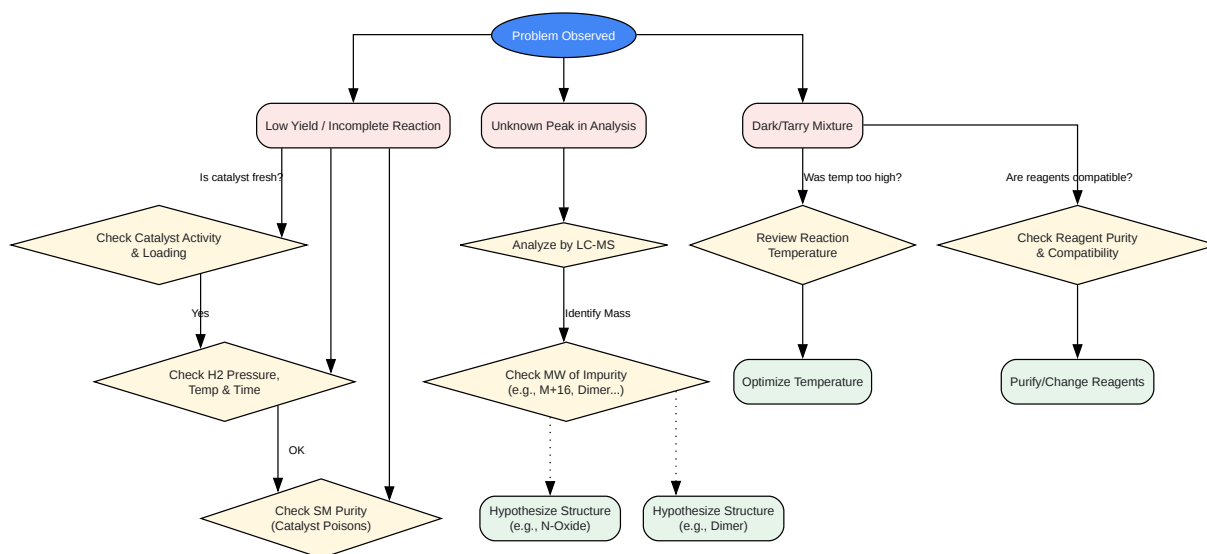 Problem Observed
Low Yield / Incomplete Reaction
Unknown Peak in Analysis
Dark/Tarry Mixture
Is catalyst fresh?
Was temp too high?
Are reagents compatible?
Check Catalyst Activity
& Loading
Analyze by LC-MS
Review Reaction
Temperature
Check Reagent Purity
& Compatibility
Yes
Identify Mass
Check H2 Pressure,
Temp & Time
Check MW of Impurity
(e.g., M+16, Dimer...)
Optimize Temperature
Purify/Change Reagents
OK
Check SM Purity
(Catalyst Poisons)
Hypothesize Structure
(e.g., N-Oxide)
Hypothesize Structure
(e.g., Dimer)